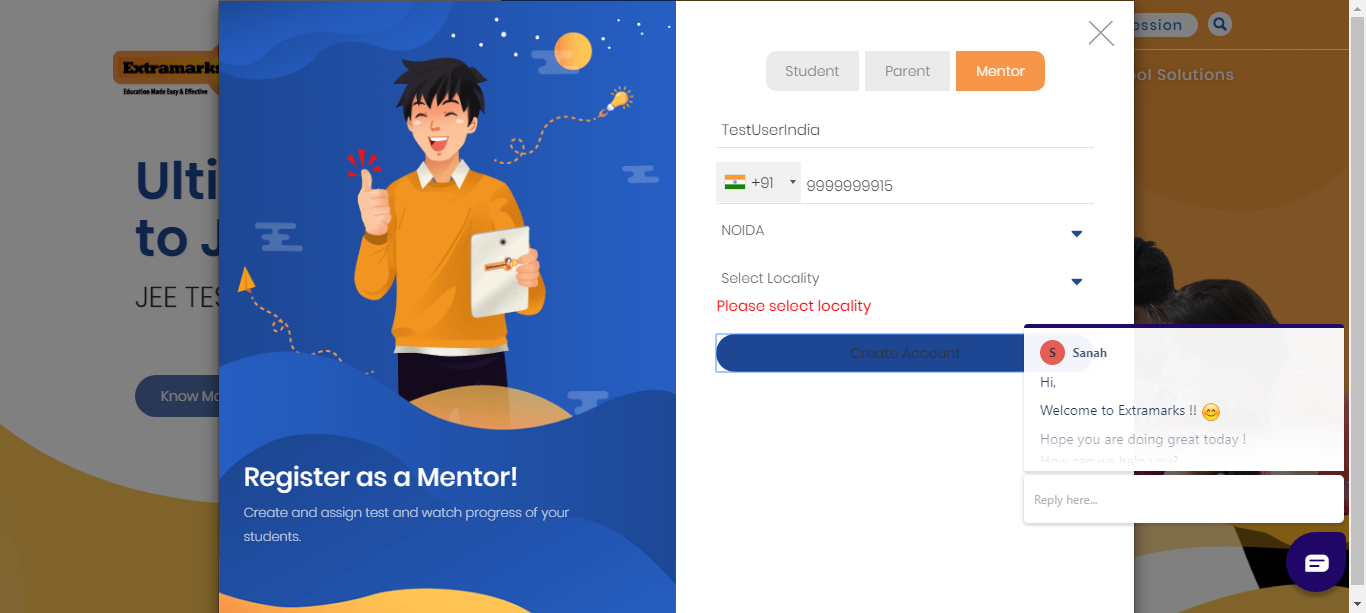 Extramarks
Education Made Easy & Effective
ession
ool Solutions
Ulti
to J
JEE TES
Know Mo
Register as a Mentor!
Create and assign test and watch progress of your
students.
Student
Parent
Mentor
TestUserIndia
+91
9999999915
NOIDA
Select Locality
Please select locality
Create Account
S
Sanah
Hi,
Welcome to Extramarks !! 😊
Hope you are doing great today !
How can we help you?
Reply here...